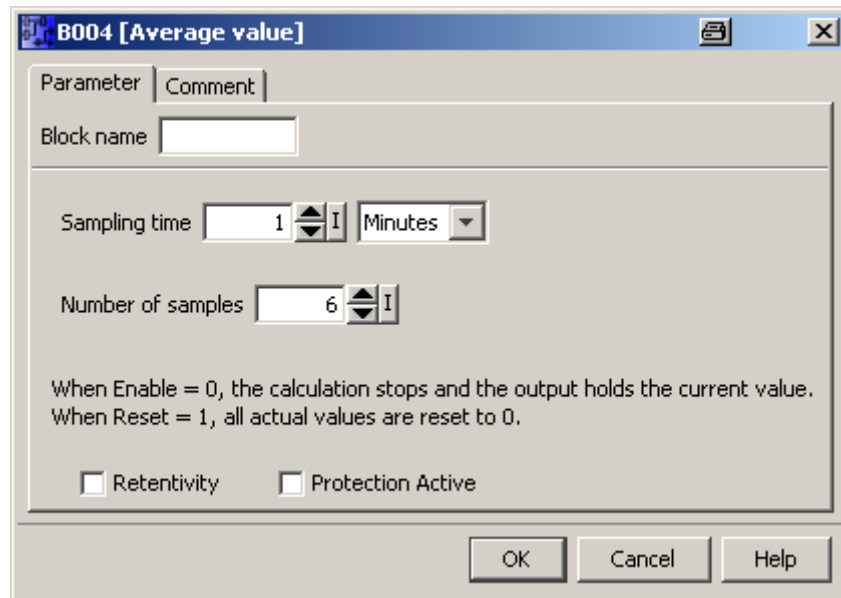 B004 [Average value]
Parameter Comment
Block name
Sampling time 1 I Minutes
Number of samples 6 I
When Enable = 0, the calculation stops and the output holds the current value.
When Reset = 1, all actual values are reset to 0.
Retentivity Protection Active
OK Cancel Help